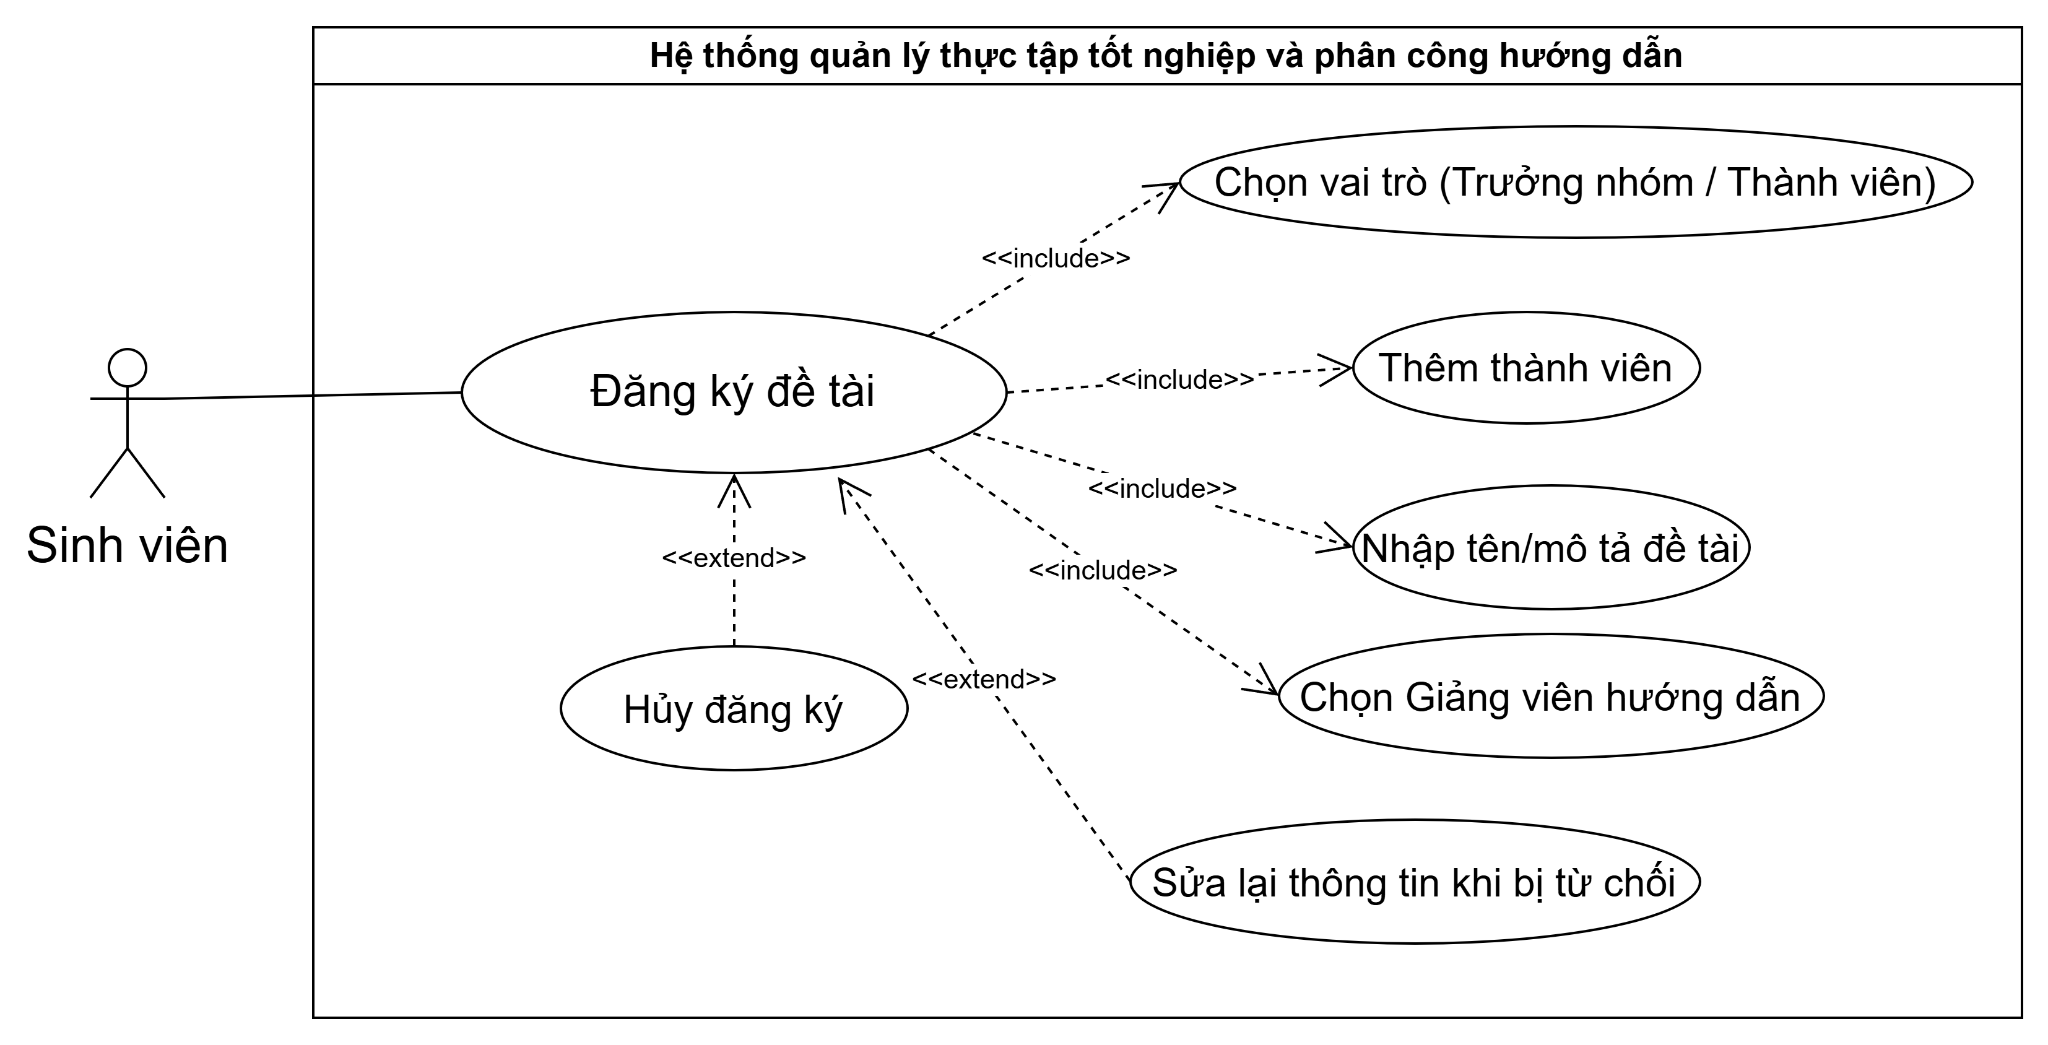 Hệ thống quản lý thực tập tốt nghiệp và phân công hướng dẫn
Chọn vai trò (Trưởng nhóm / Thành viên)
<<include>>
Thêm thành viên
<<include>>
Đăng ký đề tài
<<include>>
Nhập tên/mô tả đề tài
Sinh viên
<<extend>>
<<include>>
<<extend>>
Chọn Giảng viên hướng dẫn
Hủy đăng ký
Sửa lại thông tin khi bị từ chối